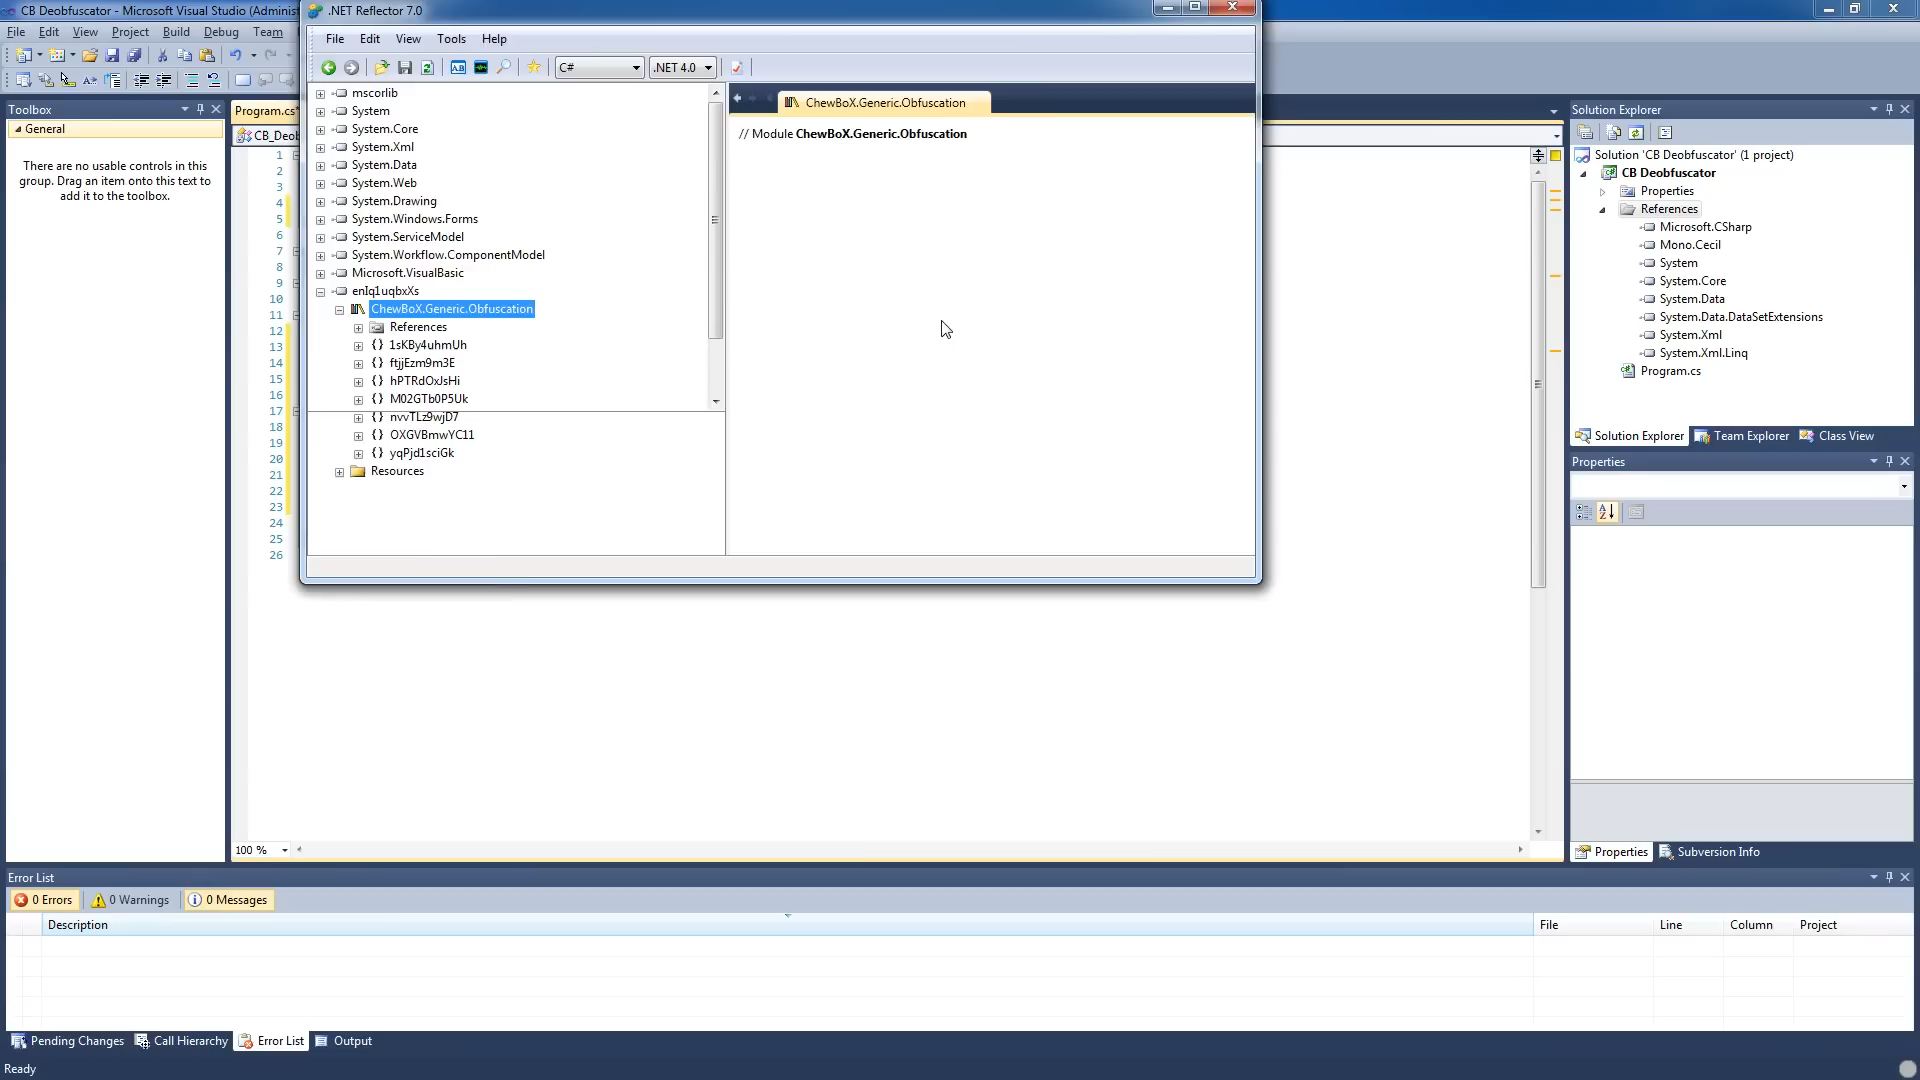 CB Deobfuscator - Microsoft Visual Studio (Administ
File Edit View Project Build Debug Team
Toolbox
General
There are no usable controls in this
group. Drag an item onto this text to
add it to the toolbox.
Program.cs*
CB_Deob
1
2
3
4
5
6
7
8
9
10
11
12
13
14
15
16
17
18
19
20
21
22
23
24
25
26
100 %
.NET Reflector 7.0
File Edit View Tools Help
C# .NET 4.0
mscorlib
System
System.Core
System.Xml
System.Data
System.Web
System.Drawing
System.Windows.Forms
System.ServiceModel
System.Workflow.ComponentModel
Microsoft.VisualBasic
enIq1uqbxXs
ChewBoX.Generic.Obfuscation
References
{} 1sKBy4uhmUh
{} ftjjEzm9m3E
{} hPTRdOxJsHi
{} M02GTb0P5Uk
{} nvvTLz9wjD7
{} OXGVBmwYC11
{} yqPjd1sciGk
Resources
ChewBoX.Generic.Obfuscation
// Module ChewBoX.Generic.Obfuscation
Solution Explorer
Solution 'CB Deobfuscator' (1 project)
CB Deobfuscator
Properties
References
Microsoft.CSharp
Mono.Cecil
System
System.Core
System.Data
System.Data.DataSetExtensions
System.Xml
System.Xml.Linq
Program.cs
Solution Explorer Team Explorer Class View
Properties
Properties Subversion Info
Error List
0 Errors 0 Warnings 0 Messages
Description File Line Column Project
Pending Changes Call Hierarchy Error List Output
Ready